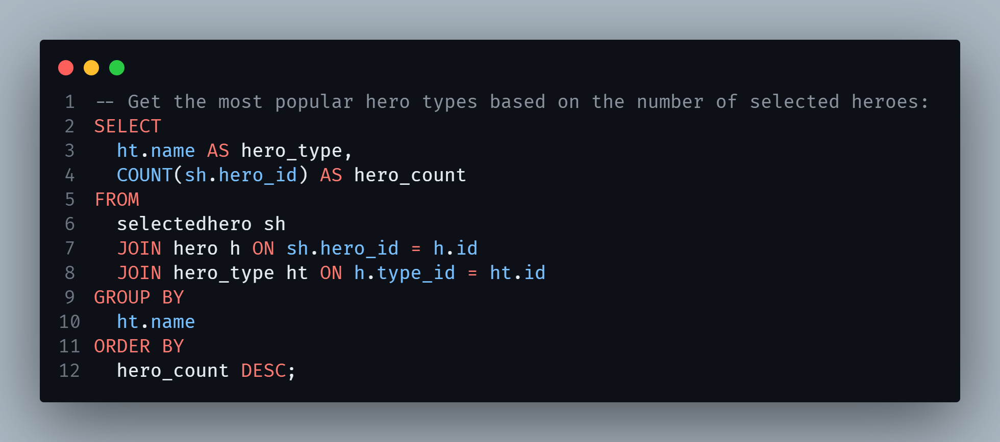 1 -- Get the most popular hero types based on the number of selected heroes:
2 SELECT
3   ht.name AS hero_type,
4   COUNT(sh.hero_id) AS hero_count
5 FROM
6   selectedhero sh
7   JOIN hero h ON sh.hero_id = h.id
8   JOIN hero_type ht ON h.type_id = ht.id
9 GROUP BY
10   ht.name
11 ORDER BY
12   hero_count DESC;